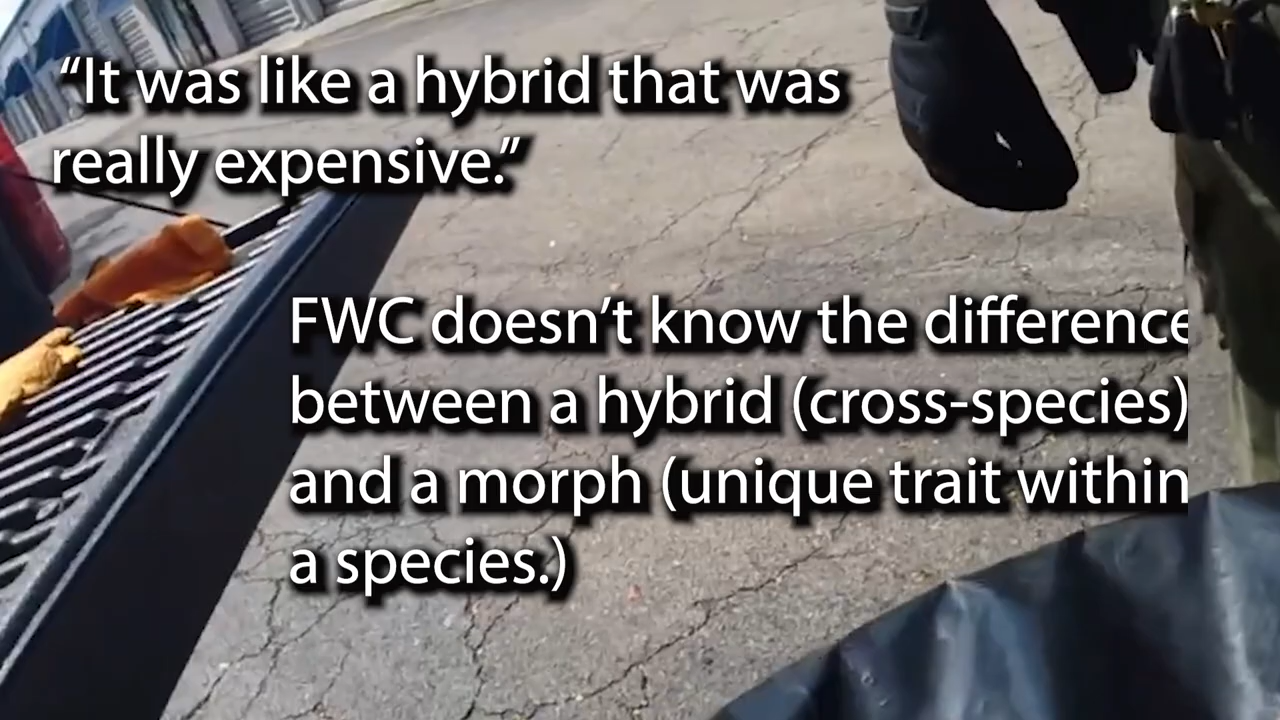 “It was like a hybrid that was
really expensive.”
FWC doesn’t know the difference
between a hybrid (cross-species)
and a morph (unique trait within
a species.)